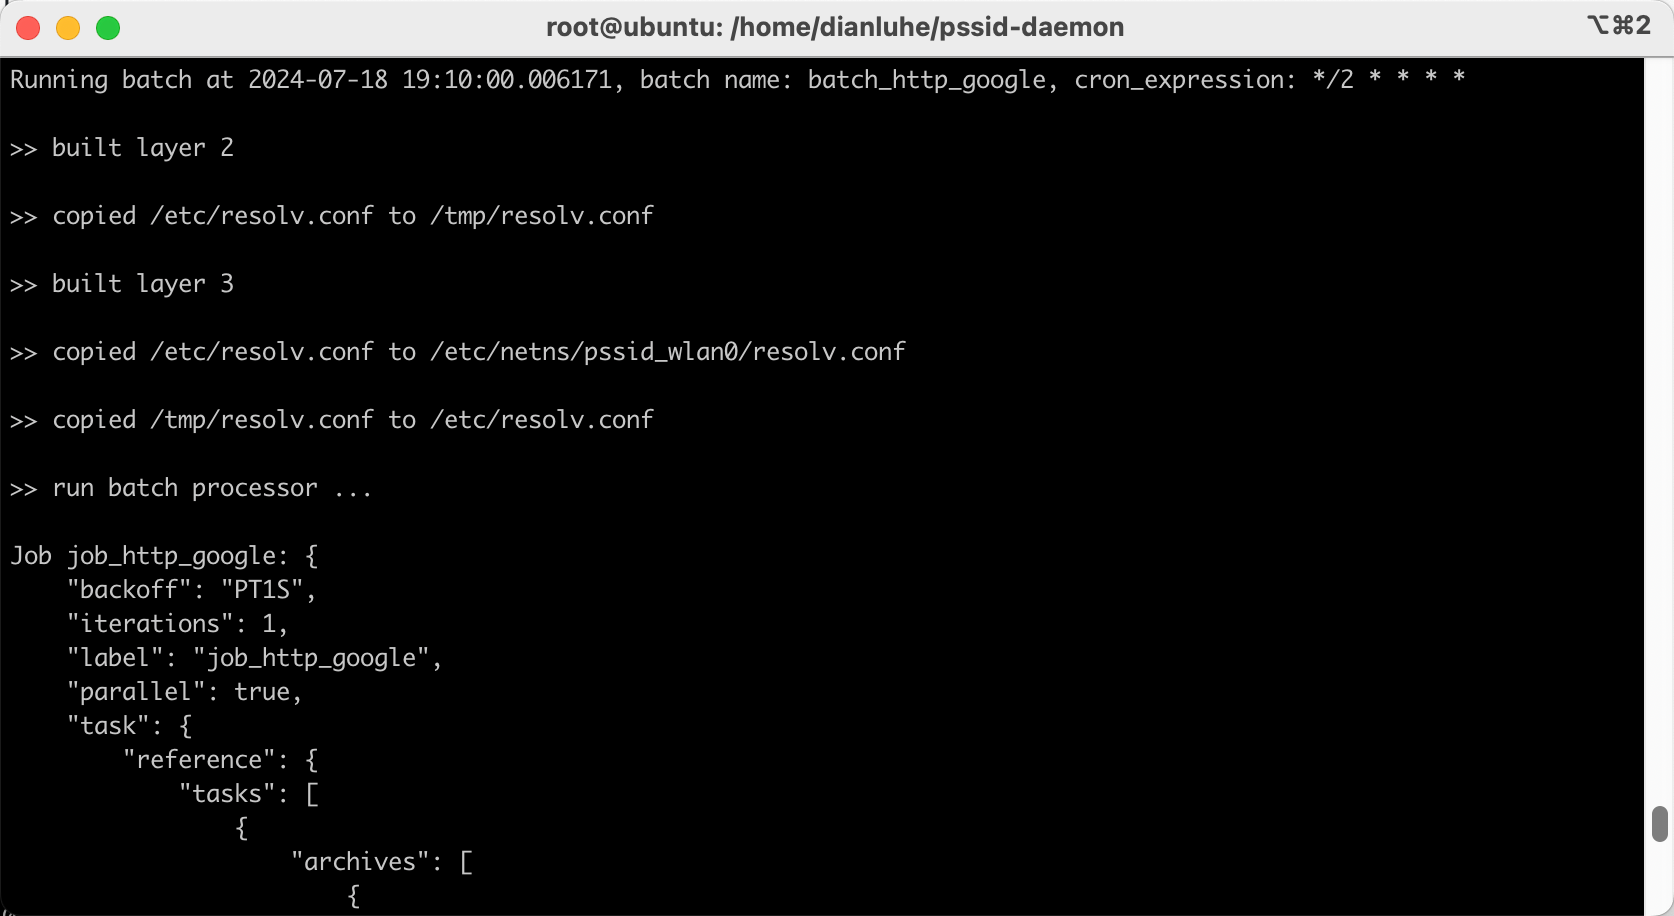 root@ubuntu: /home/dianluhe/pssid-daemon
⌥⌘2
Running batch at 2024-07-18 19:10:00.006171, batch name: batch_http_google, cron_expression: */2 * * * *
>> built layer 2
>> copied /etc/resolv.conf to /tmp/resolv.conf
>> built layer 3
>> copied /etc/resolv.conf to /etc/netns/pssid_wlan0/resolv.conf
>> copied /tmp/resolv.conf to /etc/resolv.conf
>> run batch processor ...
Job job_http_google: {
    "backoff": "PT1S",
    "iterations": 1,
    "label": "job_http_google",
    "parallel": true,
    "task": {
        "reference": {
            "tasks": [
                {
                    "archives": [
                        {